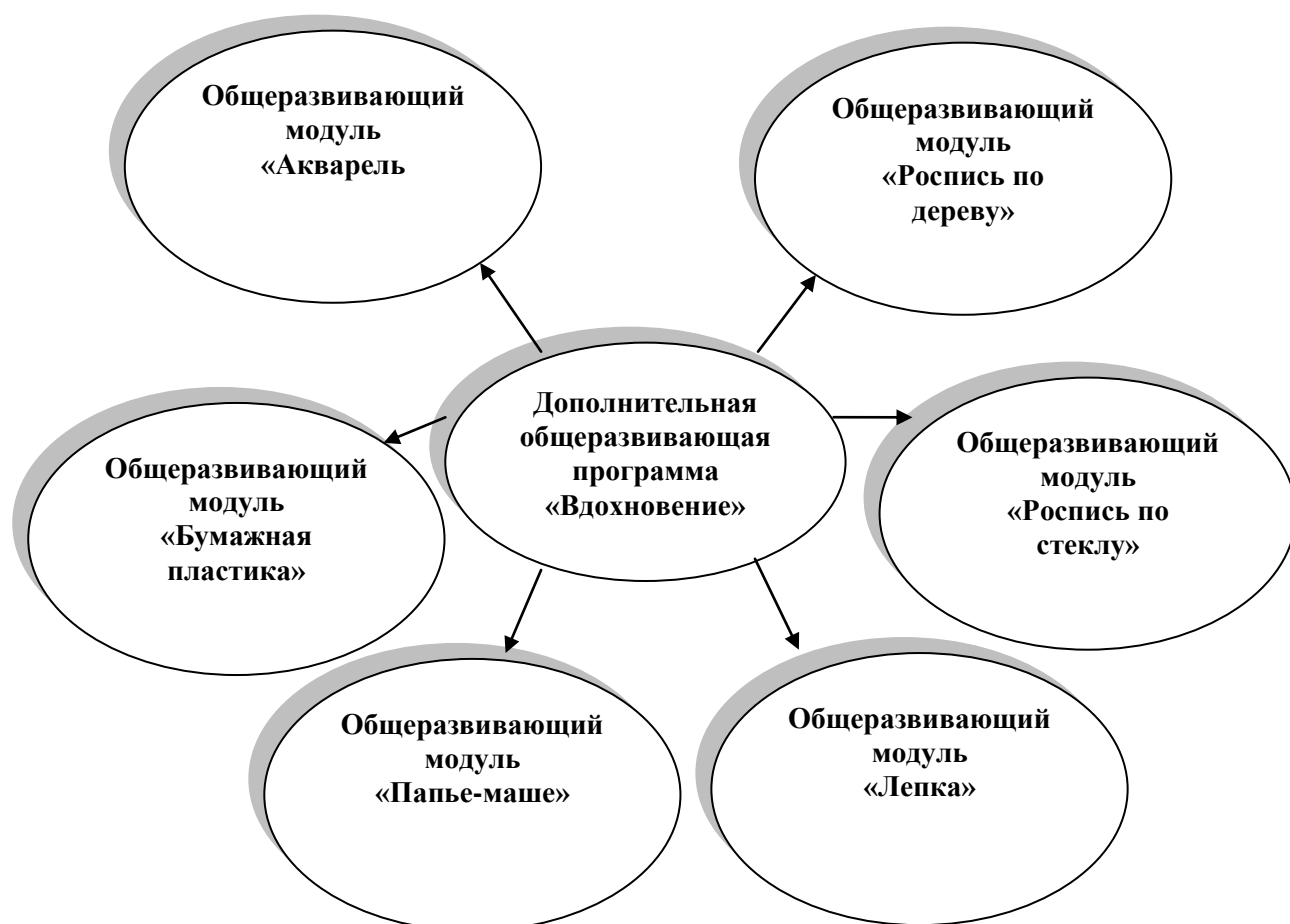 Общеразвивающий
модуль
«Акварель
Общеразвивающий
модуль
«Роспись по
дереву»
Дополнительная
общеразвивающая
программа
«Вдохновение»
Общеразвивающий
модуль
«Бумажная
пластика»
Общеразвивающий
модуль
«Роспись по
стеклу»
Общеразвивающий
модуль
«Папье-маше»
Общеразвивающий
модуль
«Лепка»